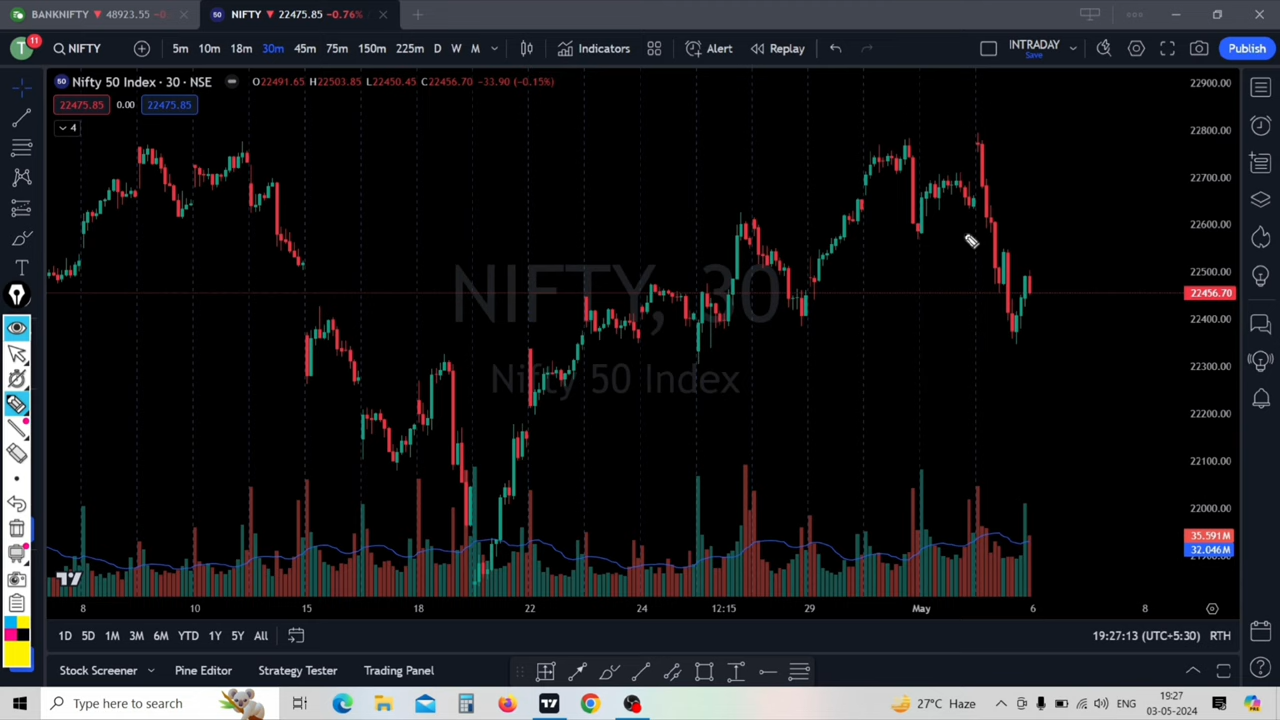 BANKNIFTY ▼ 48923.55 −0
50 NIFTY ▼ 22475.85 −0.76%
T 11 NIFTY 5m 10m 18m 30m 45m 75m 150m 225m D W M Indicators Alert Replay INTRADAY Save Publish
50 Nifty 50 Index · 30 · NSE O22491.65 H22503.85 L22450.45 C22456.70 −33.90 (−0.15%)
22475.85 0.00 22475.85
4
NIFTY, 30
Nifty 50 Index
22900.00
22800.00
22700.00
22600.00
22500.00
22456.70
22400.00
22300.00
22200.00
22100.00
22000.00
35.591M
32.046M
8 10 15 18 22 24 12:15 29 May 6 8
1D 5D 1M 3M 6M YTD 1Y 5Y All 19:27:13 (UTC+5:30) RTH
Stock Screener Pine Editor Strategy Tester Trading Panel
Type here to search 27°C Haze ENG 19:27
03-05-2024